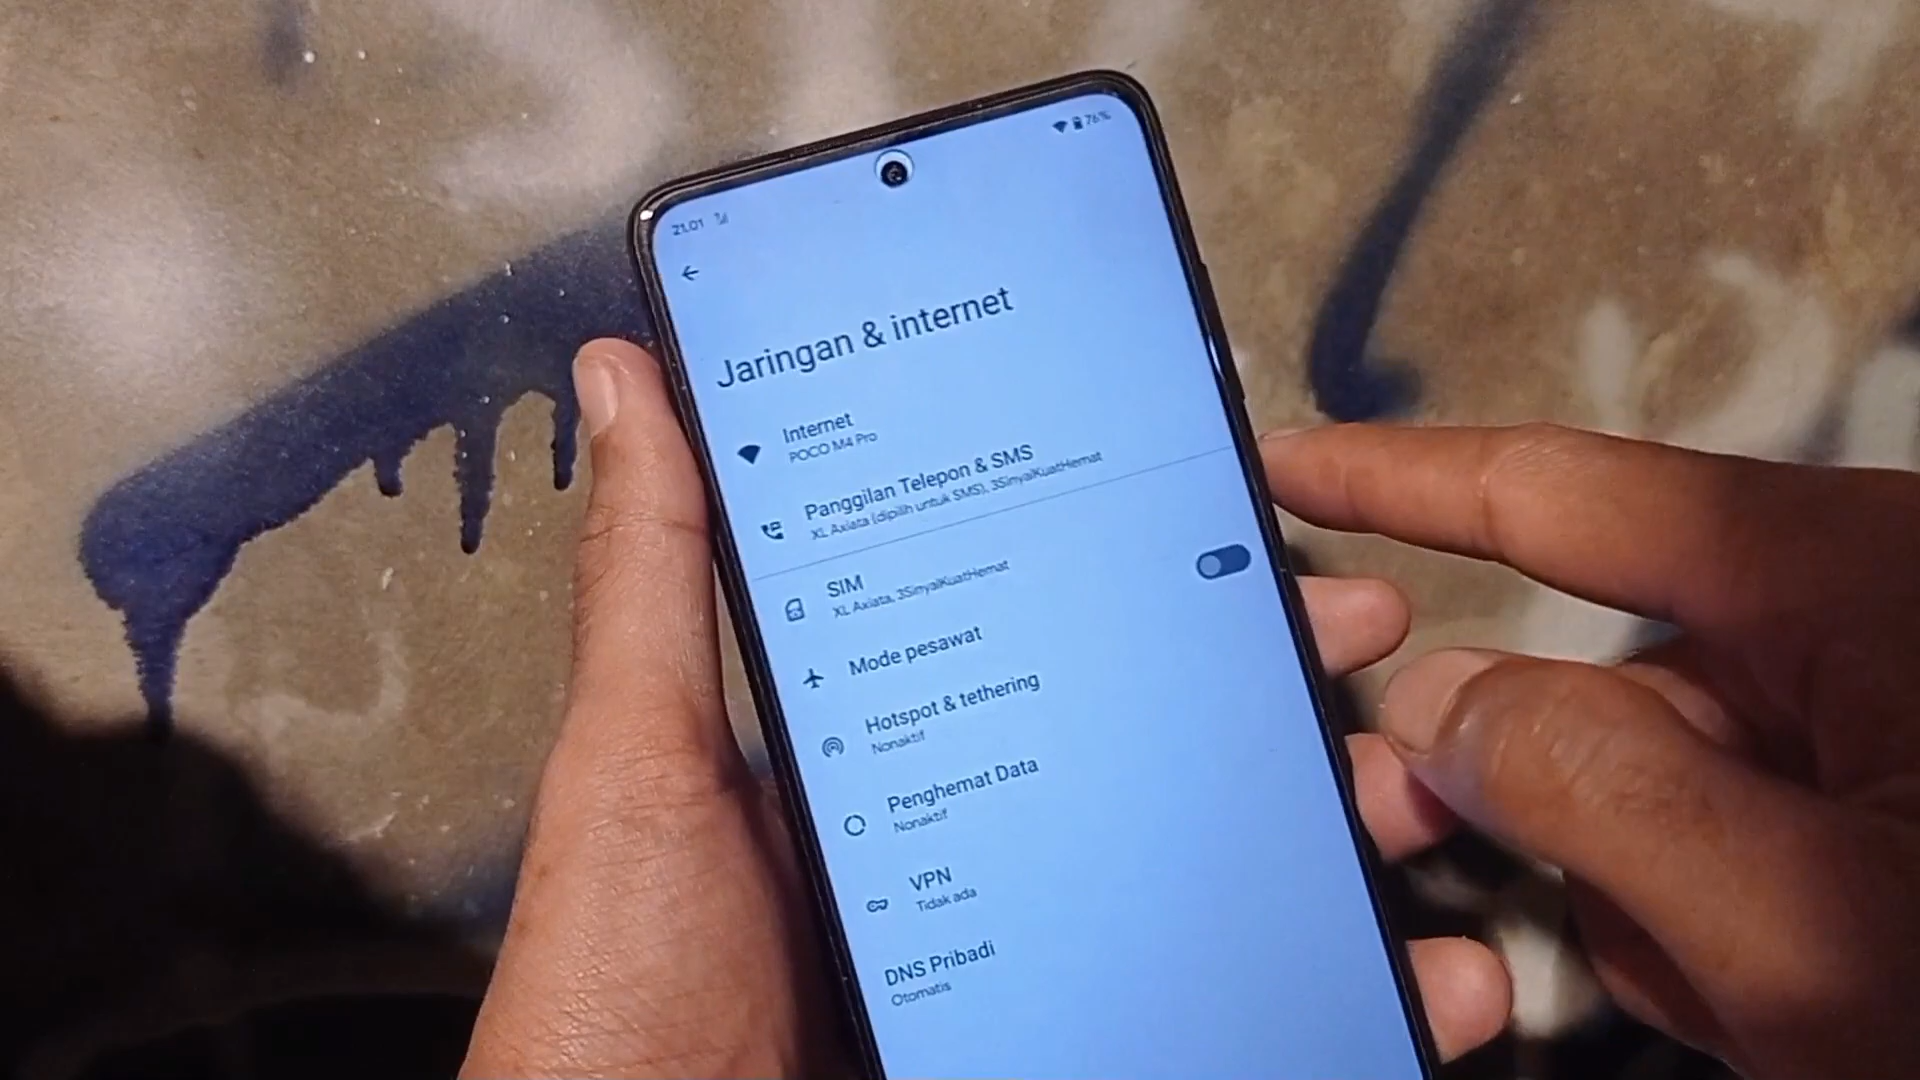 21.01
76%
Jaringan & internet
Internet
POCO M4 Pro
Panggilan Telepon & SMS
XL Axiata (dipilih untuk SMS), 3SinyalKuatHemat
SIM
XL Axiata, 3SinyalKuatHemat
Mode pesawat
Hotspot & tethering
Nonaktif
Penghemat Data
Nonaktif
VPN
Tidak ada
DNS Pribadi
Otomatis